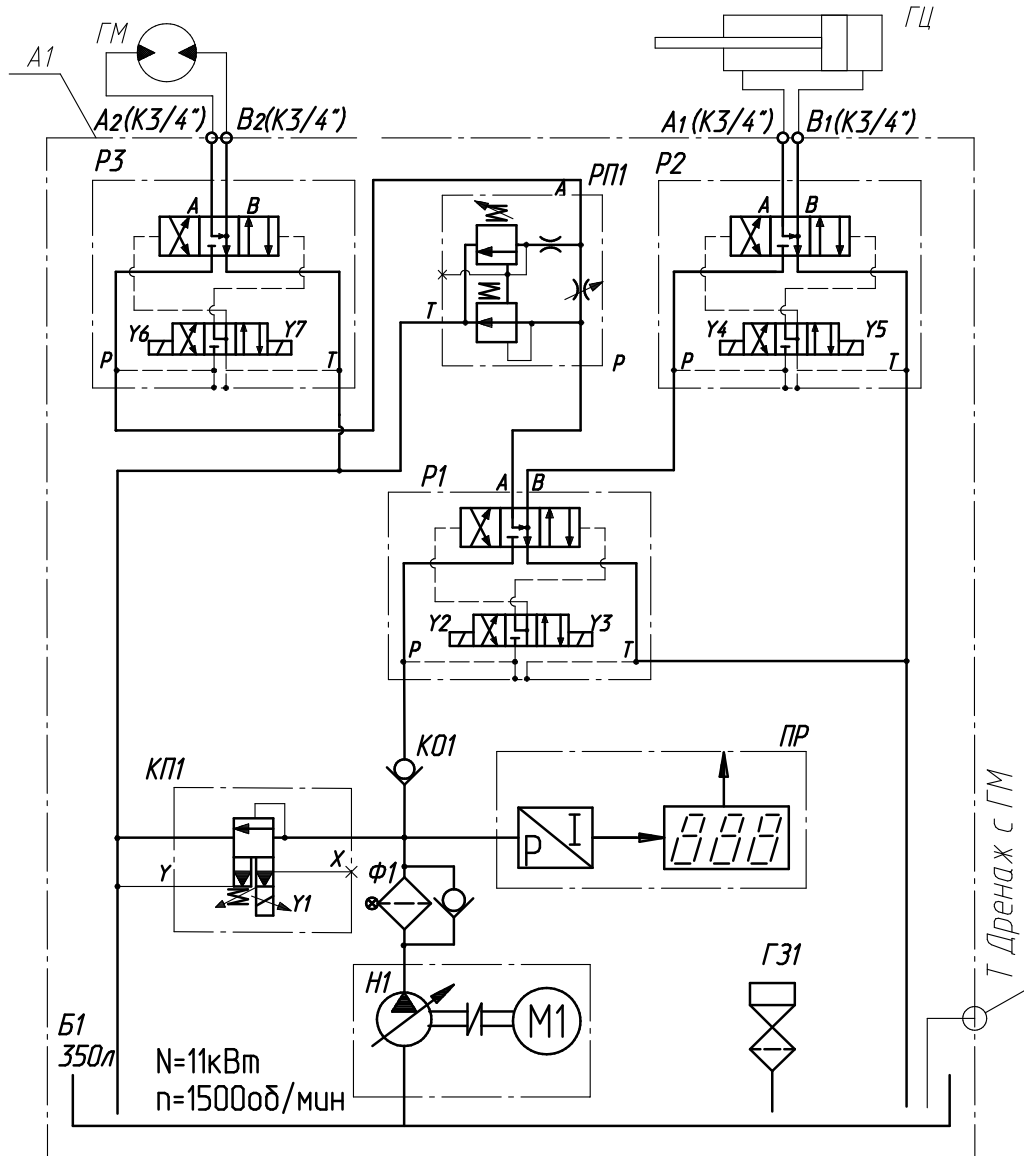 ГМ
ГЦ
А1
А2(К3/4") В2(К3/4")
А1(К3/4") В1(К3/4")
Р3
РП1
Р2
А
А В
А В
Т
Y6 Y7
Y4 Y5
Р Т
Р
Р Т
Р1
А В
Y2 Y3
Р Т
КО1
ПР
КП1
P I
888
X
Y
Ф1
Y1
Т Дренаж с ГМ
ГЗ1
Н1
М1
Б1
350л
N=11кВт
n=1500об/мин